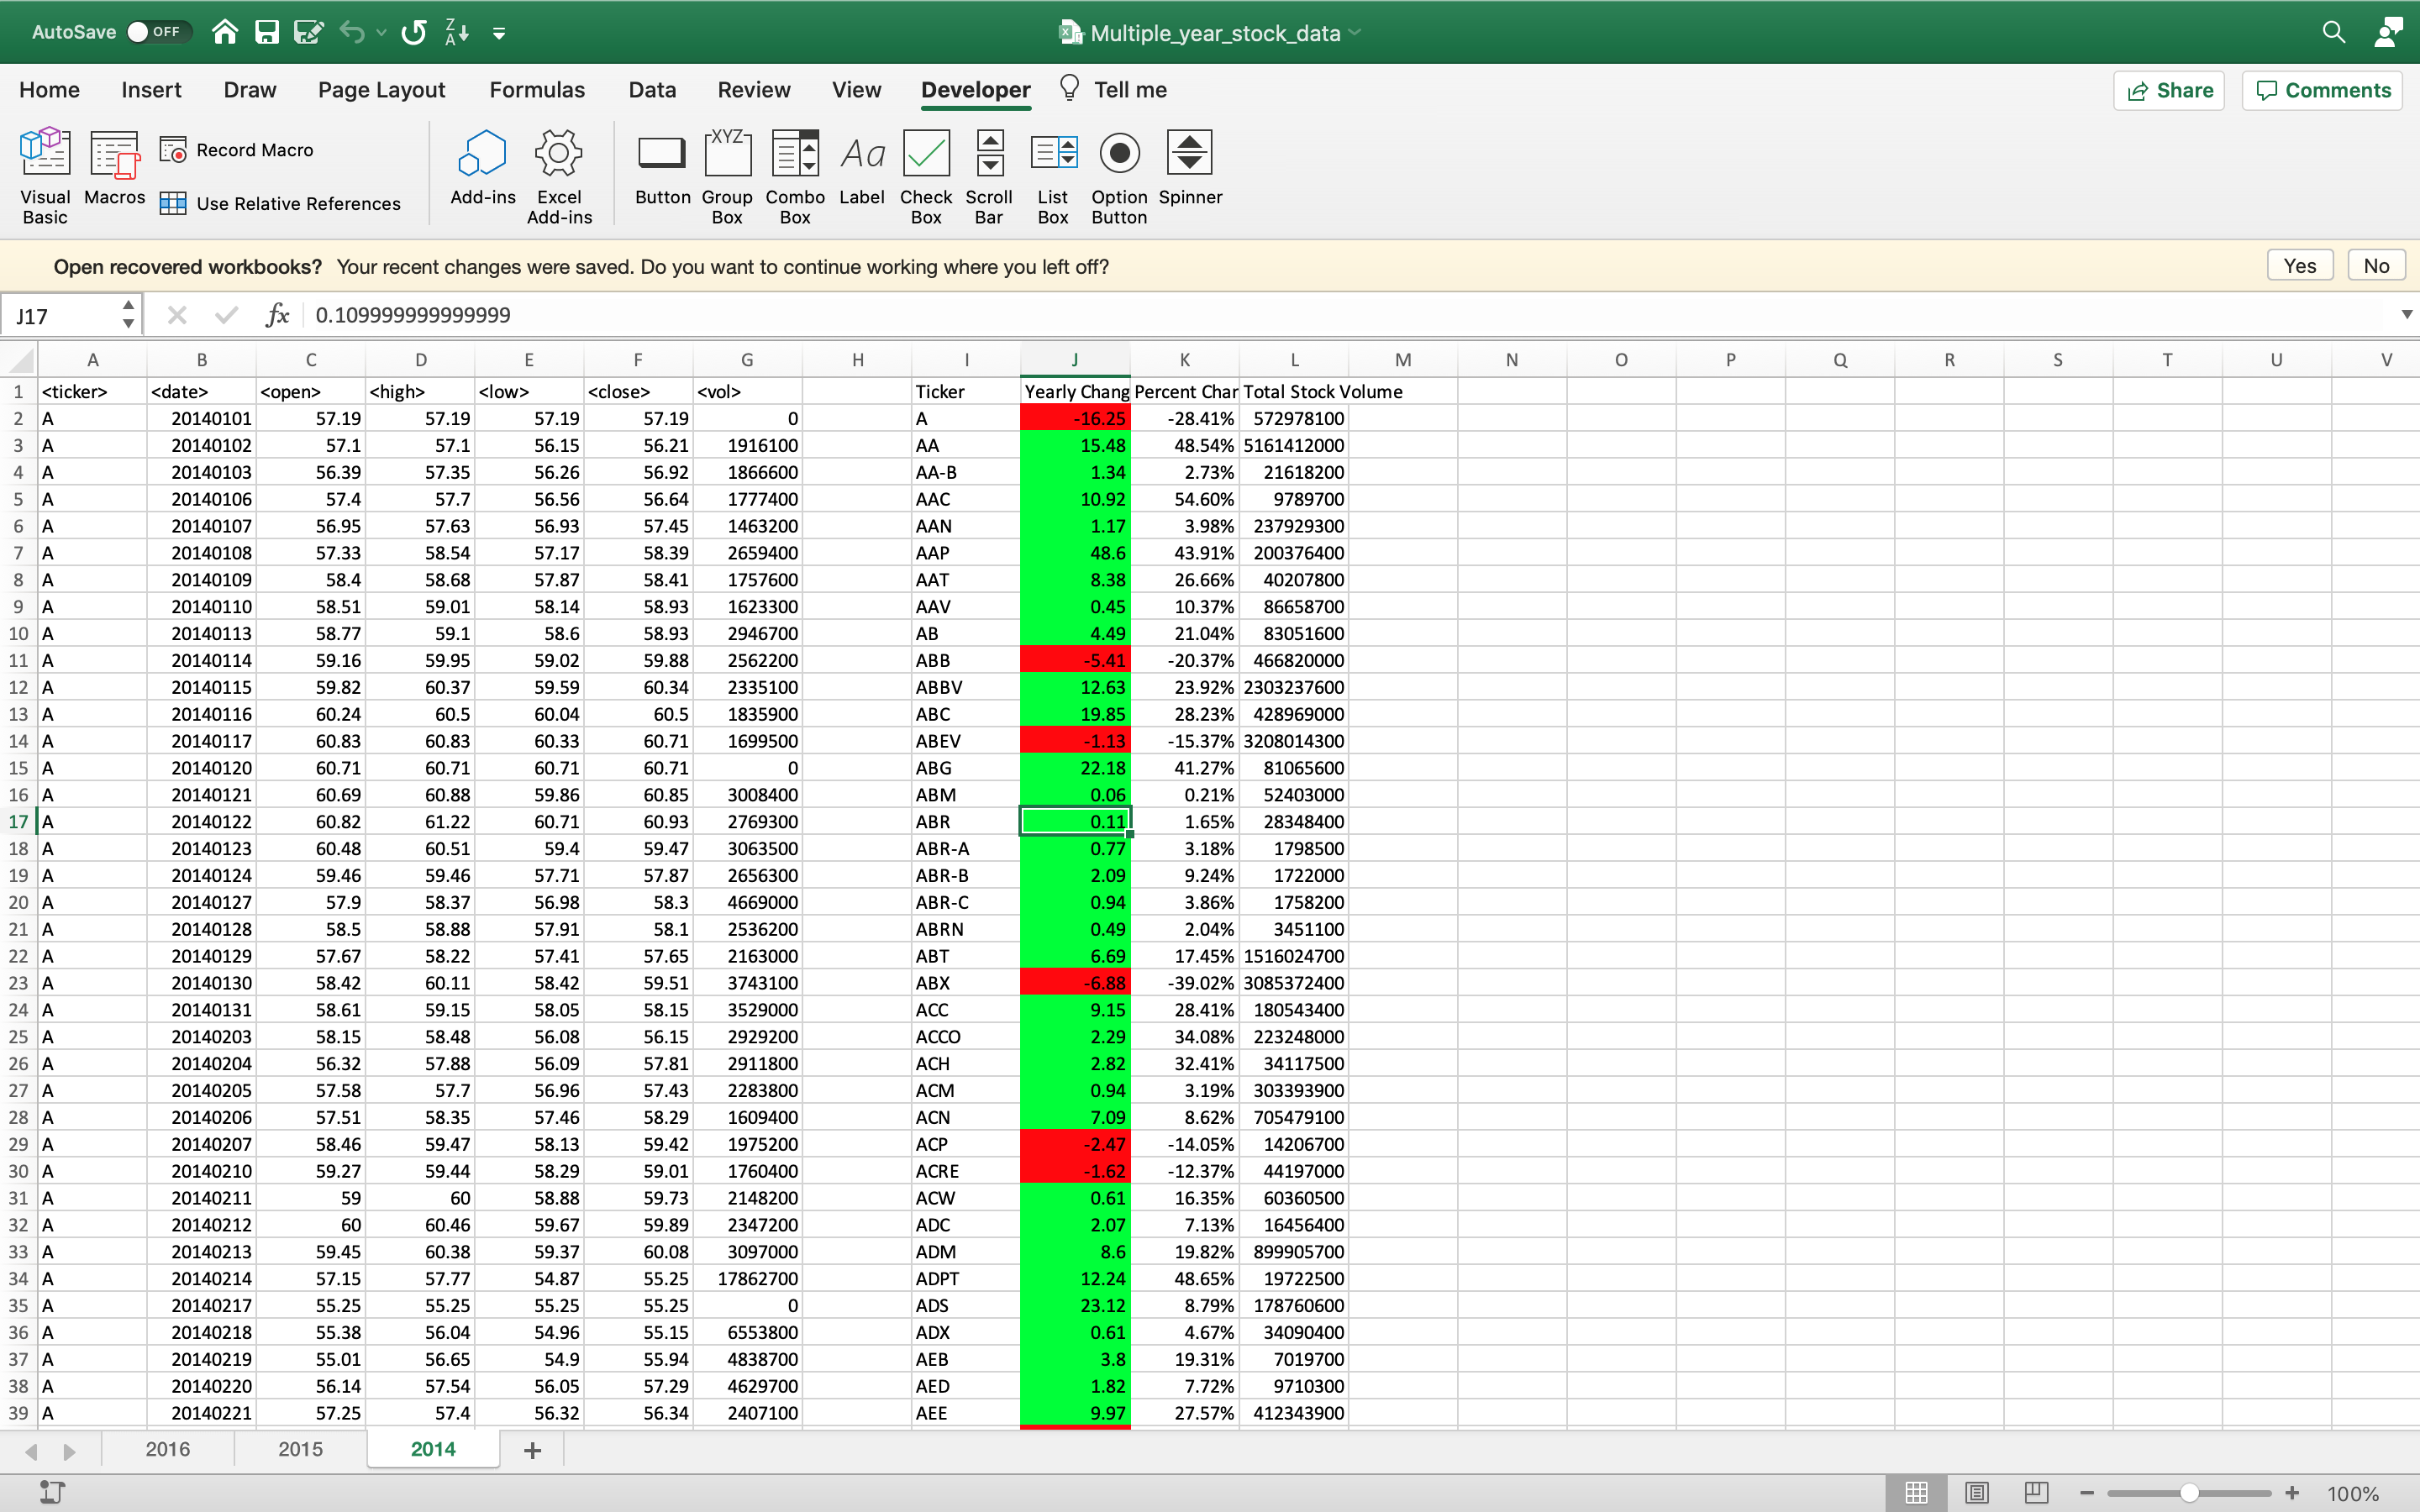 AutoSave OFF Multiple_year_stock_data
Home Insert Draw Page Layout Formulas Data Review View Developer Tell me Share Comments
Visual Basic Macros Record Macro Use Relative References Add-ins Excel Add-ins Button Group Box Combo Box Label Check Box Scroll Bar List Box Option Button Spinner
Open recovered workbooks? Your recent changes were saved. Do you want to continue working where you left off? Yes No
J17 fx 0.109999999999999
A B C D E F G H I J K L M N O P Q R S T U V
1 <ticker> <date> <open> <high> <low> <close> <vol> Ticker Yearly Chang Percent Char Total Stock Volume
2 A 20140101 57.19 57.19 57.19 57.19 0 A -16.25 -28.41% 572978100
3 A 20140102 57.1 57.1 56.15 56.21 1916100 AA 15.48 48.54% 5161412000
4 A 20140103 56.39 57.35 56.26 56.92 1866600 AA-B 1.34 2.73% 21618200
5 A 20140106 57.4 57.7 56.56 56.64 1777400 AAC 10.92 54.60% 9789700
6 A 20140107 56.95 57.63 56.93 57.45 1463200 AAN 1.17 3.98% 237929300
7 A 20140108 57.33 58.54 57.17 58.39 2659400 AAP 48.6 43.91% 200376400
8 A 20140109 58.4 58.68 57.87 58.41 1757600 AAT 8.38 26.66% 40207800
9 A 20140110 58.51 59.01 58.14 58.93 1623300 AAV 0.45 10.37% 86658700
10 A 20140113 58.77 59.1 58.6 58.93 2946700 AB 4.49 21.04% 83051600
11 A 20140114 59.16 59.95 59.02 59.88 2562200 ABB -5.41 -20.37% 466820000
12 A 20140115 59.82 60.37 59.59 60.34 2335100 ABBV 12.63 23.92% 2303237600
13 A 20140116 60.24 60.5 60.04 60.5 1835900 ABC 19.85 28.23% 428969000
14 A 20140117 60.83 60.83 60.33 60.71 1699500 ABEV -1.13 -15.37% 3208014300
15 A 20140120 60.71 60.71 60.71 60.71 0 ABG 22.18 41.27% 81065600
16 A 20140121 60.69 60.88 59.86 60.85 3008400 ABM 0.06 0.21% 52403000
17 A 20140122 60.82 61.22 60.71 60.93 2769300 ABR 0.11 1.65% 28348400
18 A 20140123 60.48 60.51 59.4 59.47 3063500 ABR-A 0.77 3.18% 1798500
19 A 20140124 59.46 59.46 57.71 57.87 2656300 ABR-B 2.09 9.24% 1722000
20 A 20140127 57.9 58.37 56.98 58.3 4669000 ABR-C 0.94 3.86% 1758200
21 A 20140128 58.5 58.88 57.91 58.1 2536200 ABRN 0.49 2.04% 3451100
22 A 20140129 57.67 58.22 57.41 57.65 2163000 ABT 6.69 17.45% 1516024700
23 A 20140130 58.42 60.11 58.42 59.51 3743100 ABX -6.88 -39.02% 3085372400
24 A 20140131 58.61 59.15 58.05 58.15 3529000 ACC 9.15 28.41% 180543400
25 A 20140203 58.15 58.48 56.08 56.15 2929200 ACCO 2.29 34.08% 223248000
26 A 20140204 56.32 57.88 56.09 57.81 2911800 ACH 2.82 32.41% 34117500
27 A 20140205 57.58 57.7 56.96 57.43 2283800 ACM 0.94 3.19% 303393900
28 A 20140206 57.51 58.35 57.46 58.29 1609400 ACN 7.09 8.62% 705479100
29 A 20140207 58.46 59.47 58.13 59.42 1975200 ACP -2.47 -14.05% 14206700
30 A 20140210 59.27 59.44 58.29 59.01 1760400 ACRE -1.62 -12.37% 44197000
31 A 20140211 59 60 58.88 59.73 2148200 ACW 0.61 16.35% 60360500
32 A 20140212 60 60.46 59.67 59.89 2347200 ADC 2.07 7.13% 16456400
33 A 20140213 59.45 60.38 59.37 60.08 3097000 ADM 8.6 19.82% 899905700
34 A 20140214 57.15 57.77 54.87 55.25 17862700 ADPT 12.24 48.65% 19722500
35 A 20140217 55.25 55.25 55.25 55.25 0 ADS 23.12 8.79% 178760600
36 A 20140218 55.38 56.04 54.96 55.15 6553800 ADX 0.61 4.67% 34090400
37 A 20140219 55.01 56.65 54.9 55.94 4838700 AEB 3.8 19.31% 7019700
38 A 20140220 56.14 57.54 56.05 57.29 4629700 AED 1.82 7.72% 9710300
39 A 20140221 57.25 57.4 56.32 56.34 2407100 AEE 9.97 27.57% 412343900
2016 2015 2014 +
100%